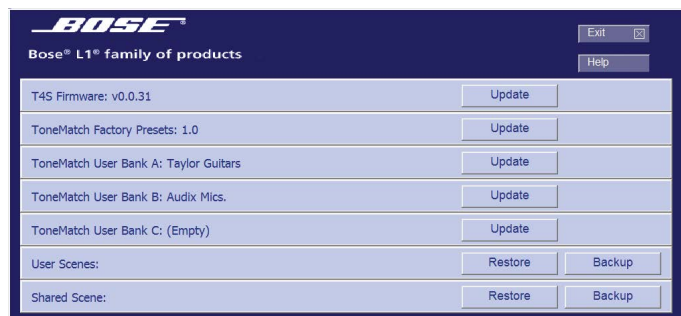 BOSE®
Exit
Bose® L1® family of products
Help
T4S Firmware: v0.0.31 Update
ToneMatch Factory Presets: 1.0 Update
ToneMatch User Bank A: Taylor Guitars Update
ToneMatch User Bank B: Audix Mics. Update
ToneMatch User Bank C: (Empty) Update
User Scenes: Restore Backup
Shared Scene: Restore Backup